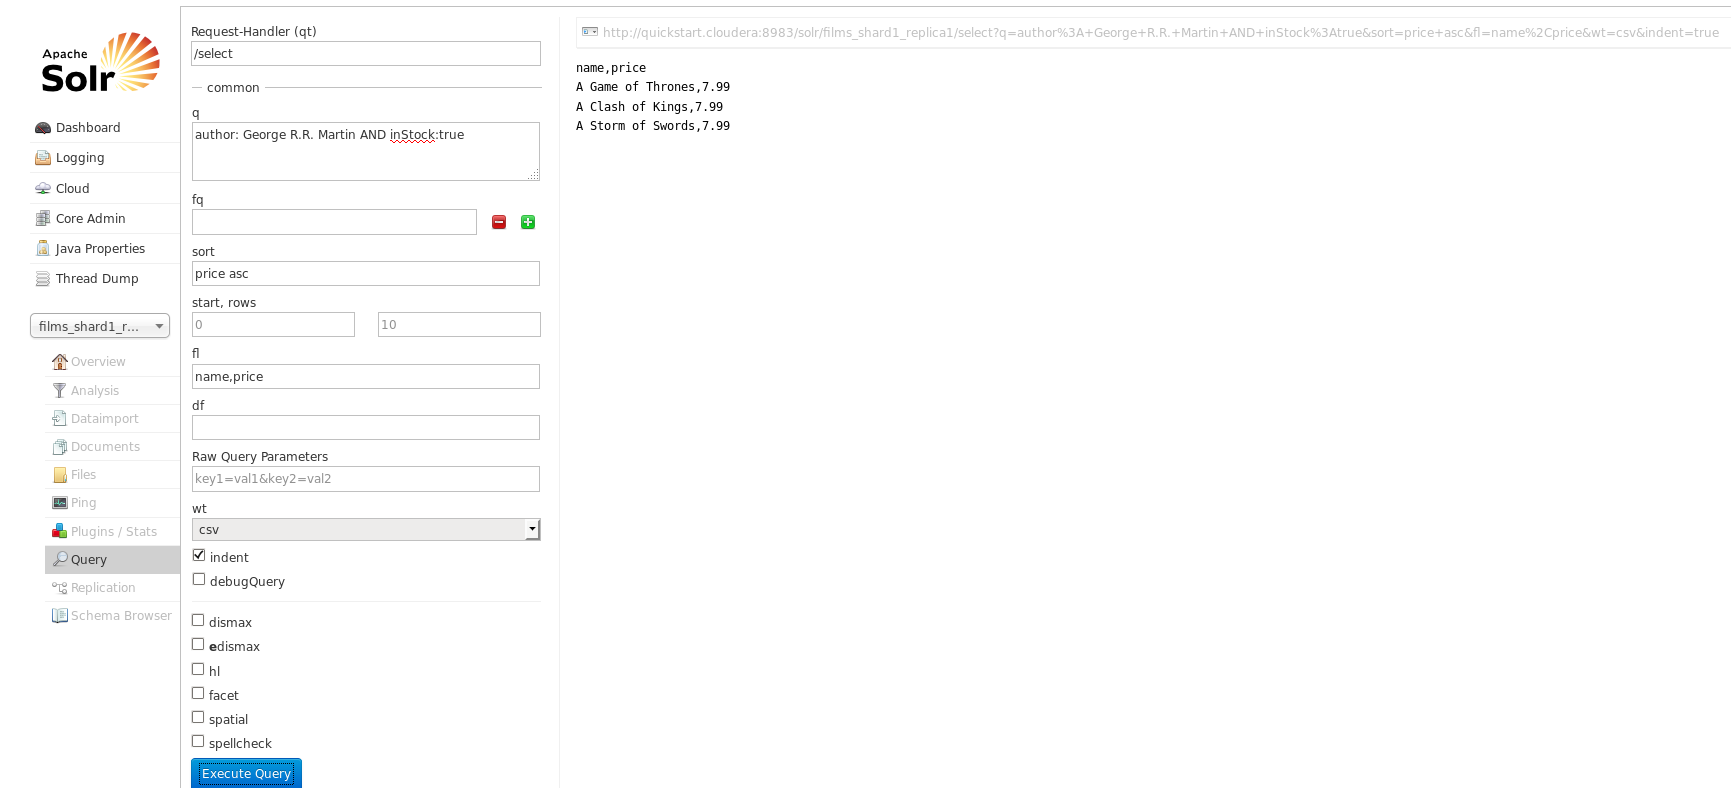 Apache
Solr
Dashboard
Logging
Cloud
Core Admin
Java Properties
Thread Dump
films_shard1_r...
Overview
Analysis
Dataimport
Documents
Files
Ping
Plugins / Stats
Query
Replication
Schema Browser
Request-Handler (qt)
/select
common
q
author: George R.R. Martin AND inStock:true
fq
sort
price asc
start, rows
0 10
fl
name,price
df
Raw Query Parameters
key1=val1&key2=val2
wt
csv
indent
debugQuery
dismax
edismax
hl
facet
spatial
spellcheck
Execute Query
http://quickstart.cloudera:8983/solr/films_shard1_replica1/select?q=author%3A+George+R.R.+Martin+AND+inStock%3Atrue&sort=price+asc&fl=name%2Cprice&wt=csv&indent=true
name,price
A Game of Thrones,7.99
A Clash of Kings,7.99
A Storm of Swords,7.99